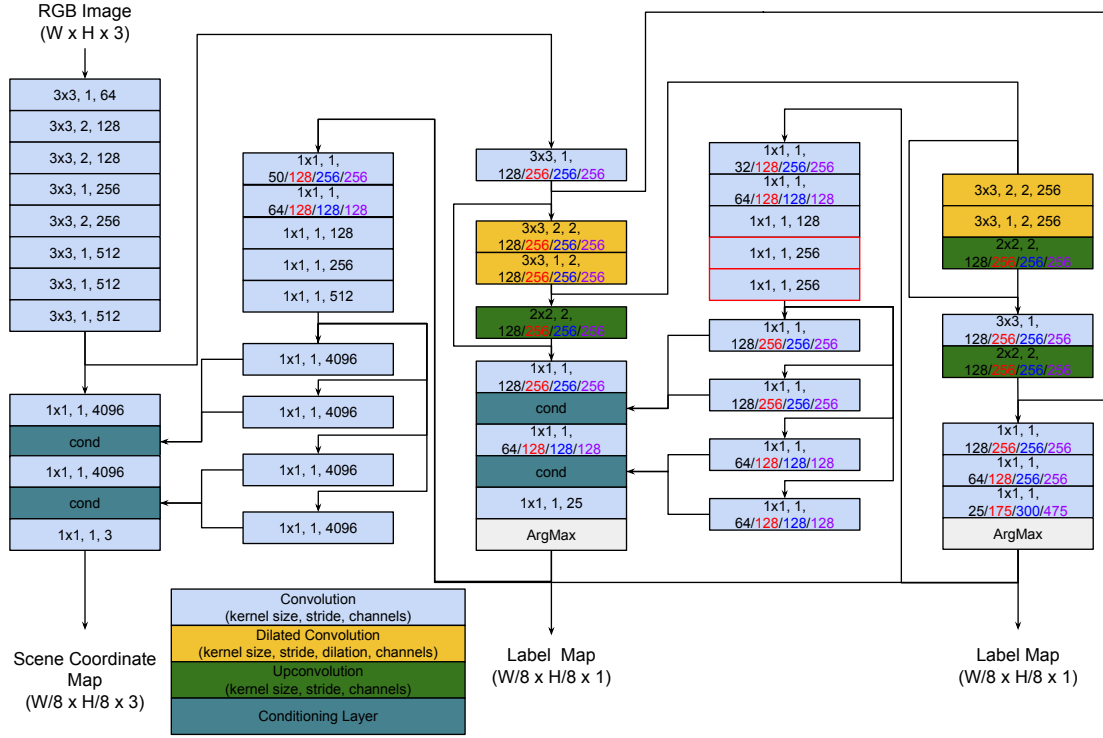 RGB Image
(W x H x 3)
3x3, 1, 64
3x3, 2, 128
3x3, 2, 128
3x3, 1, 256
3x3, 2, 256
3x3, 1, 512
3x3, 1, 512
3x3, 1, 512
1x1, 1, 4096
cond
1x1, 1, 4096
cond
1x1, 1, 3
Scene Coordinate
Map
(W/8 x H/8 x 3)
1x1, 1,
50/128/256/256
1x1, 1,
64/128/128/128
1x1, 1, 128
1x1, 1, 256
1x1, 1, 512
1x1, 1, 4096
1x1, 1, 4096
1x1, 1, 4096
1x1, 1, 4096
3x3, 1,
128/256/256/256
3x3, 2, 2,
128/256/256/256
3x3, 1, 2,
128/256/256/256
2x2, 2,
128/256/256/256
1x1, 1,
128/256/256/256
cond
1x1, 1,
64/128/128/128
cond
1x1, 1, 25
ArgMax
Label Map
(W/8 x H/8 x 1)
1x1, 1,
32/128/256/256
1x1, 1,
64/128/128/128
1x1, 1, 128
1x1, 1, 256
1x1, 1, 256
1x1, 1,
128/256/256/256
1x1, 1,
128/256/256/256
1x1, 1,
64/128/128/128
1x1, 1,
64/128/128/128
3x3, 2, 2, 256
3x3, 1, 2, 256
2x2, 2,
128/256/256/256
3x3, 1,
128/256/256/256
2x2, 2,
128/256/256/256
1x1, 1,
128/256/256/256
1x1, 1,
64/128/256/256
1x1, 1,
25/175/300/475
ArgMax
Label Map
(W/8 x H/8 x 1)
Convolution
(kernel size, stride, channels)
Dilated Convolution
(kernel size, stride, dilation, channels)
Upconvolution
(kernel size, stride, channels)
Conditioning Layer